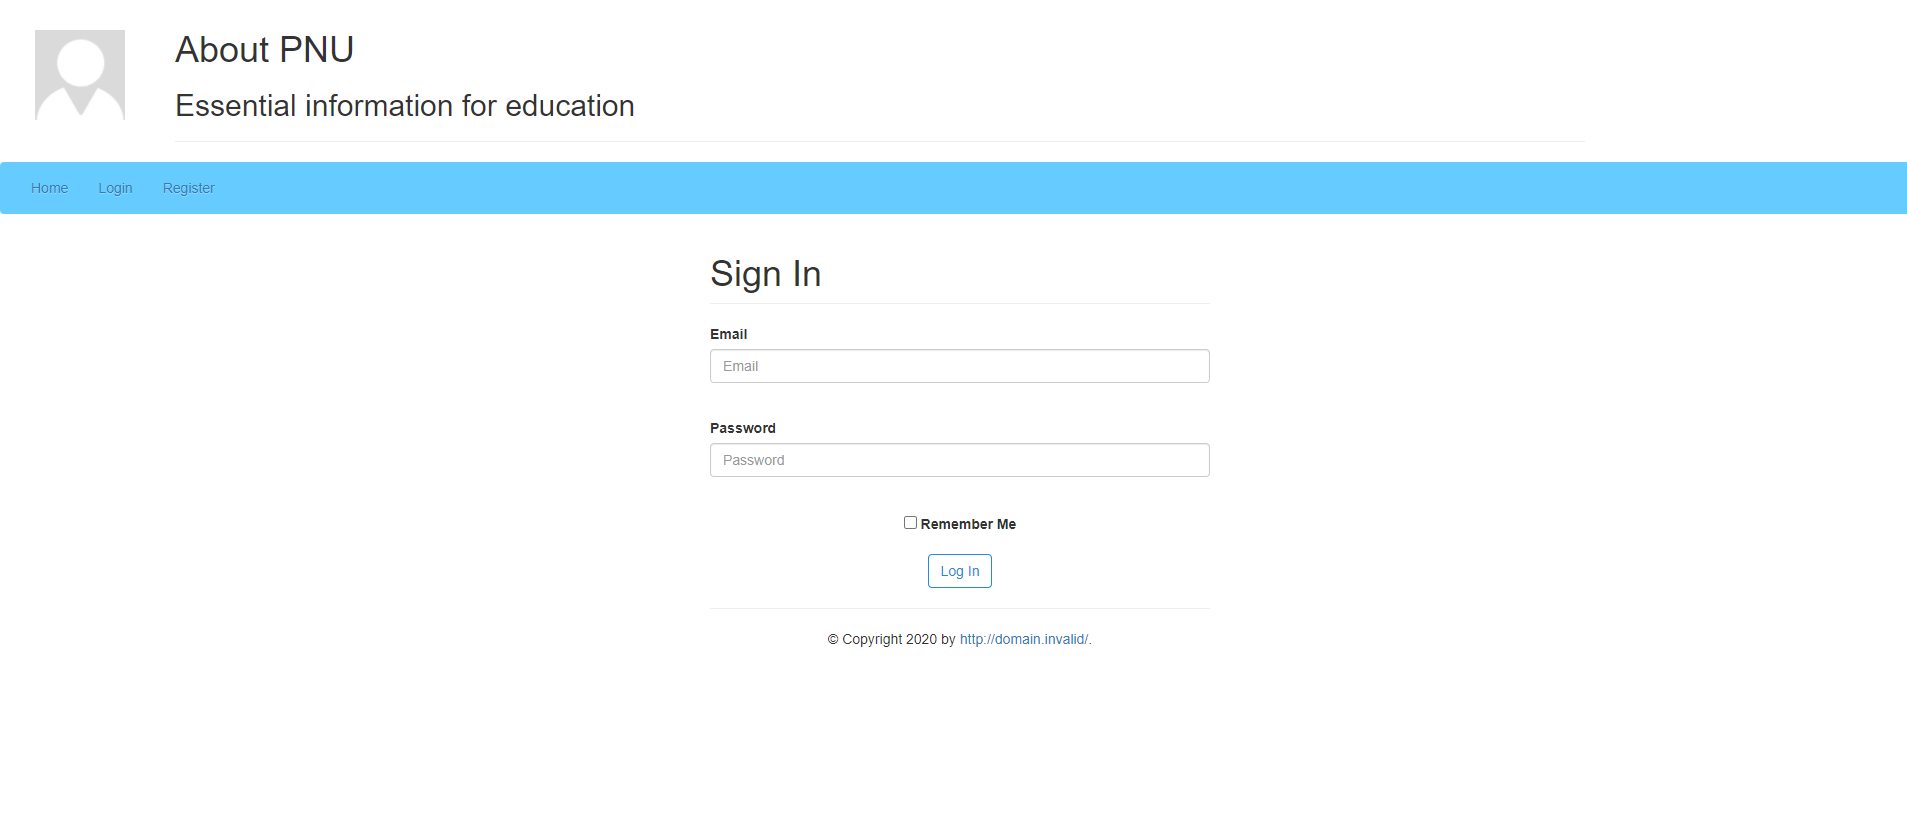 About PNU
Essential information for education
Home Login Register
Sign In
Email
Email
Password
Password
Remember Me
Log In
© Copyright 2020 by http://domain.invalid/.